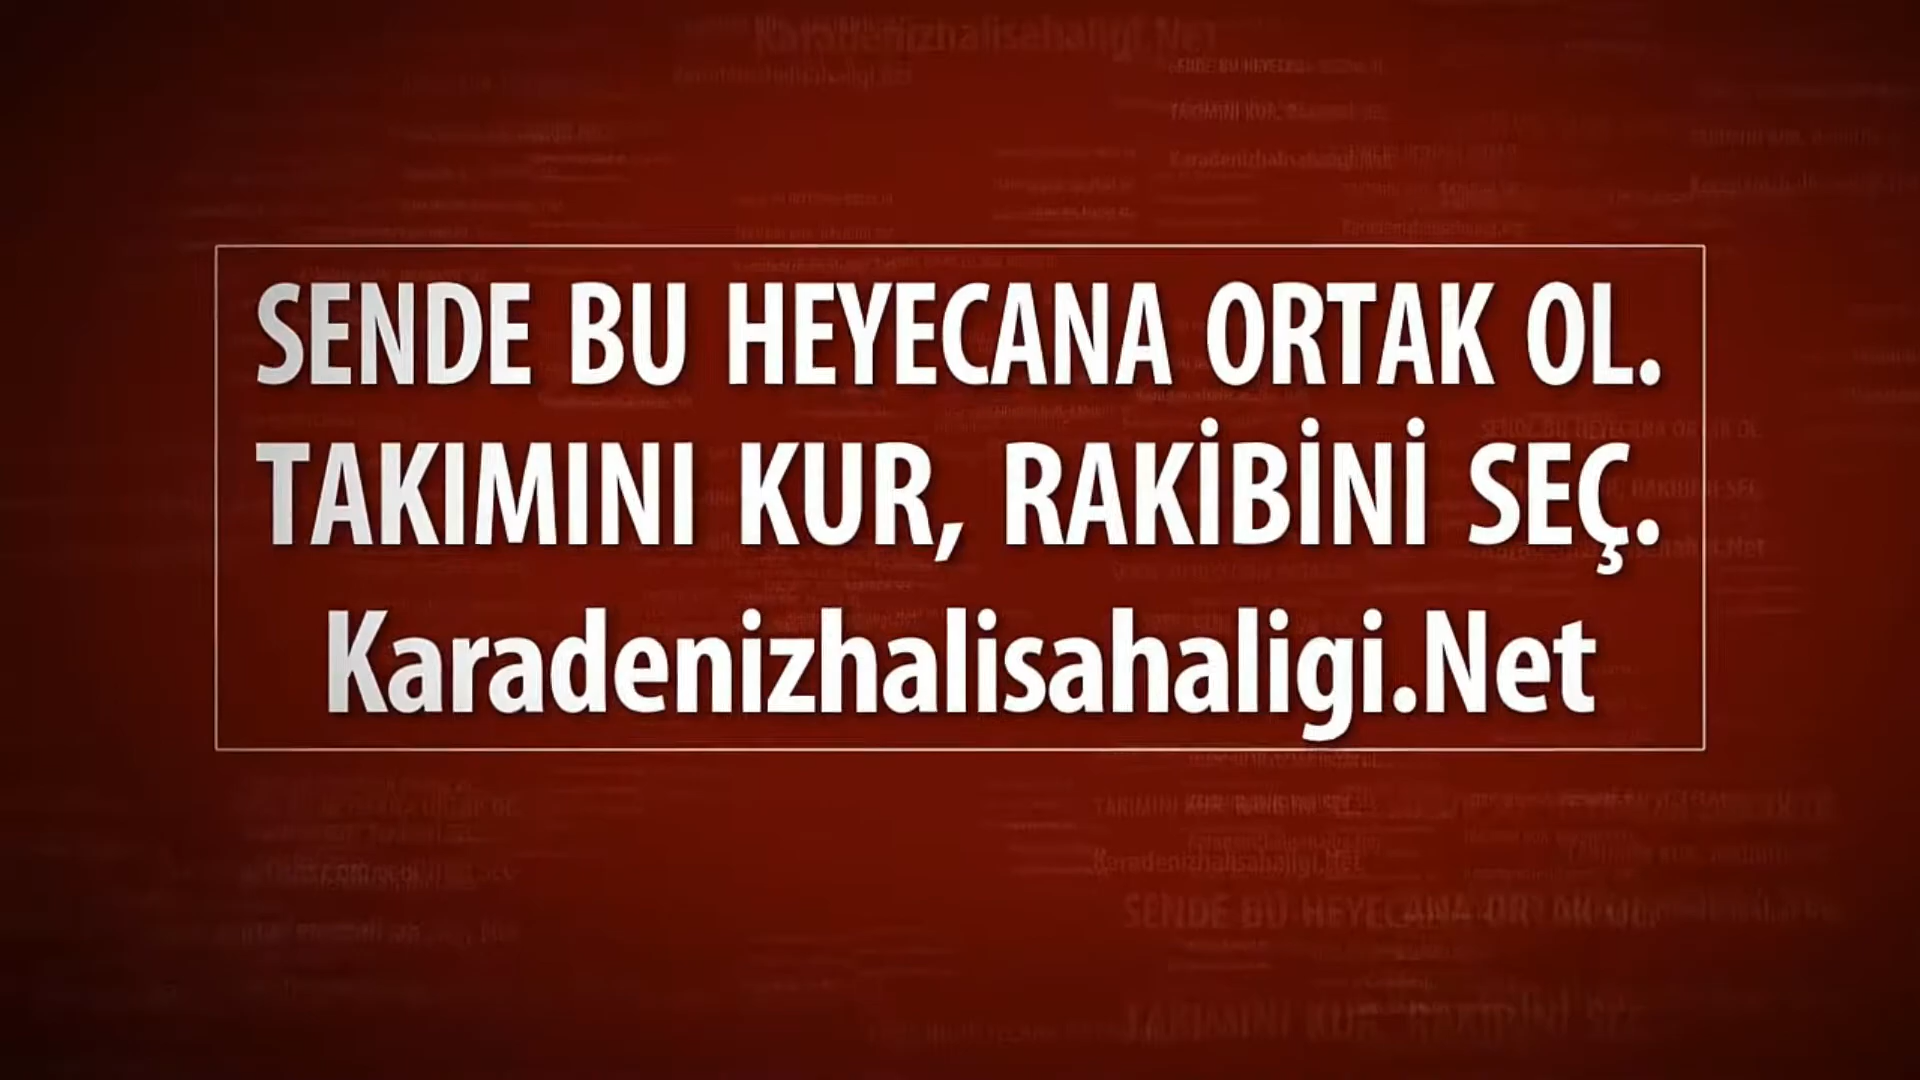 SENDE BU HEYECANA ORTAK OL.
TAKIMINI KUR, RAKİBİNİ SEÇ.
Karadenizhalisahaligi.Net